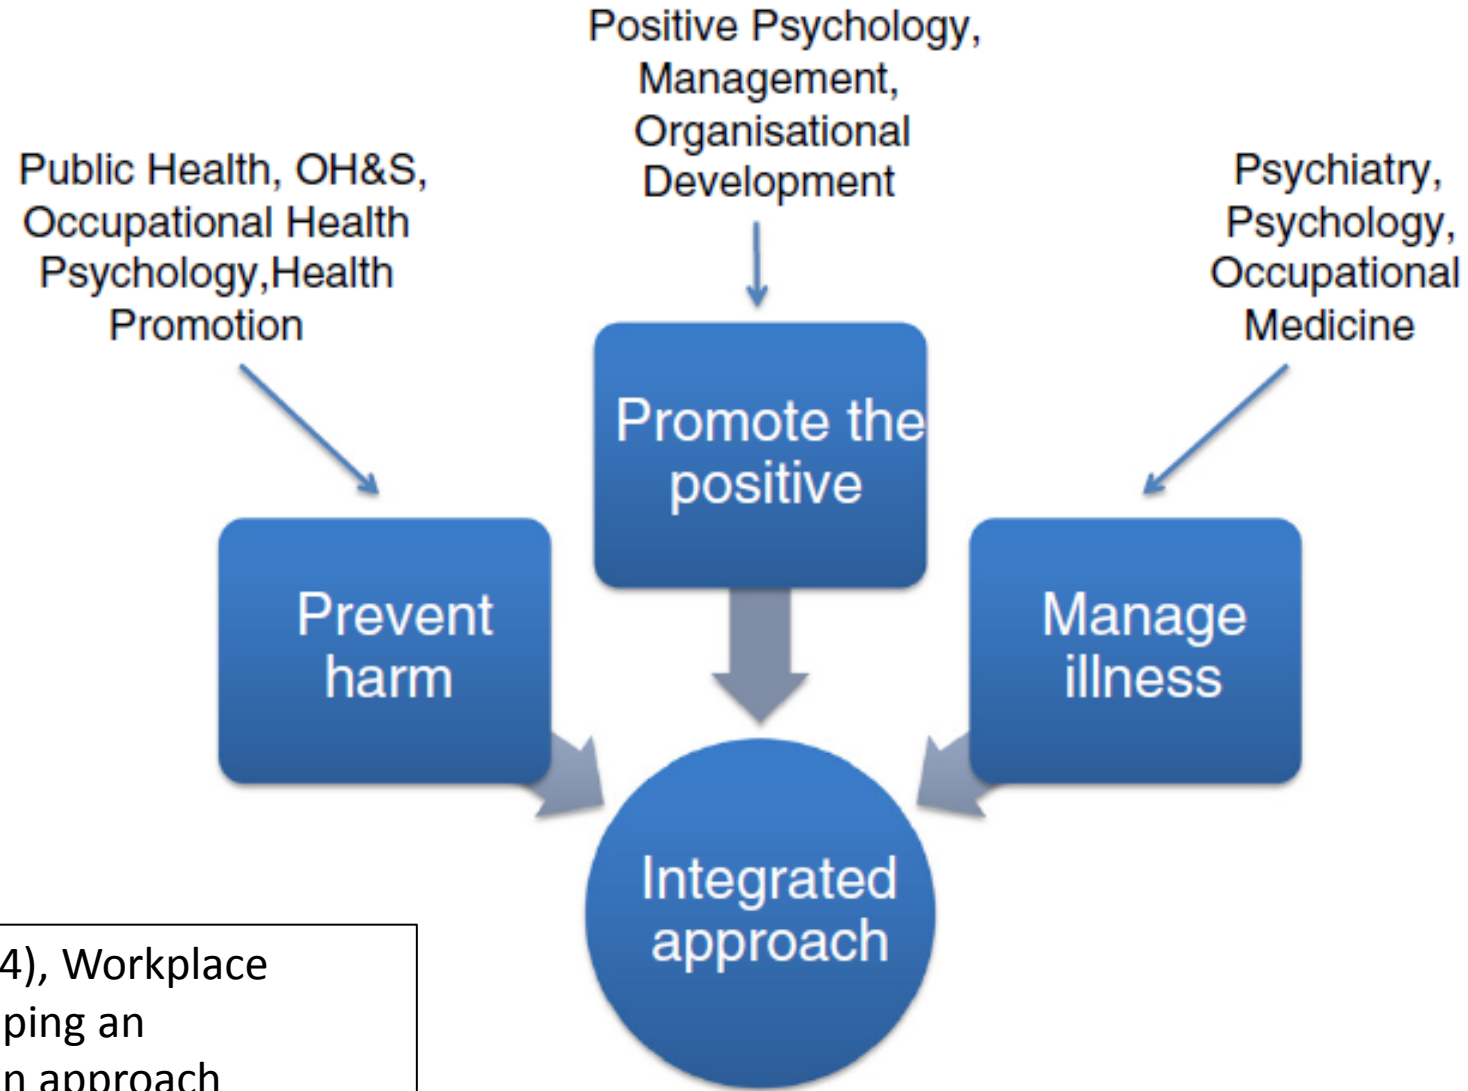 Positive Psychology,
Management,
Organisational
Development
Public Health, OH&S,
Occupational Health
Psychology,Health
Promotion
Psychiatry,
Psychology,
Occupational
Medicine
Promote the
positive
Prevent
harm
Manage
illness
Integrated
approach
4), Workplace
ping an
n approach